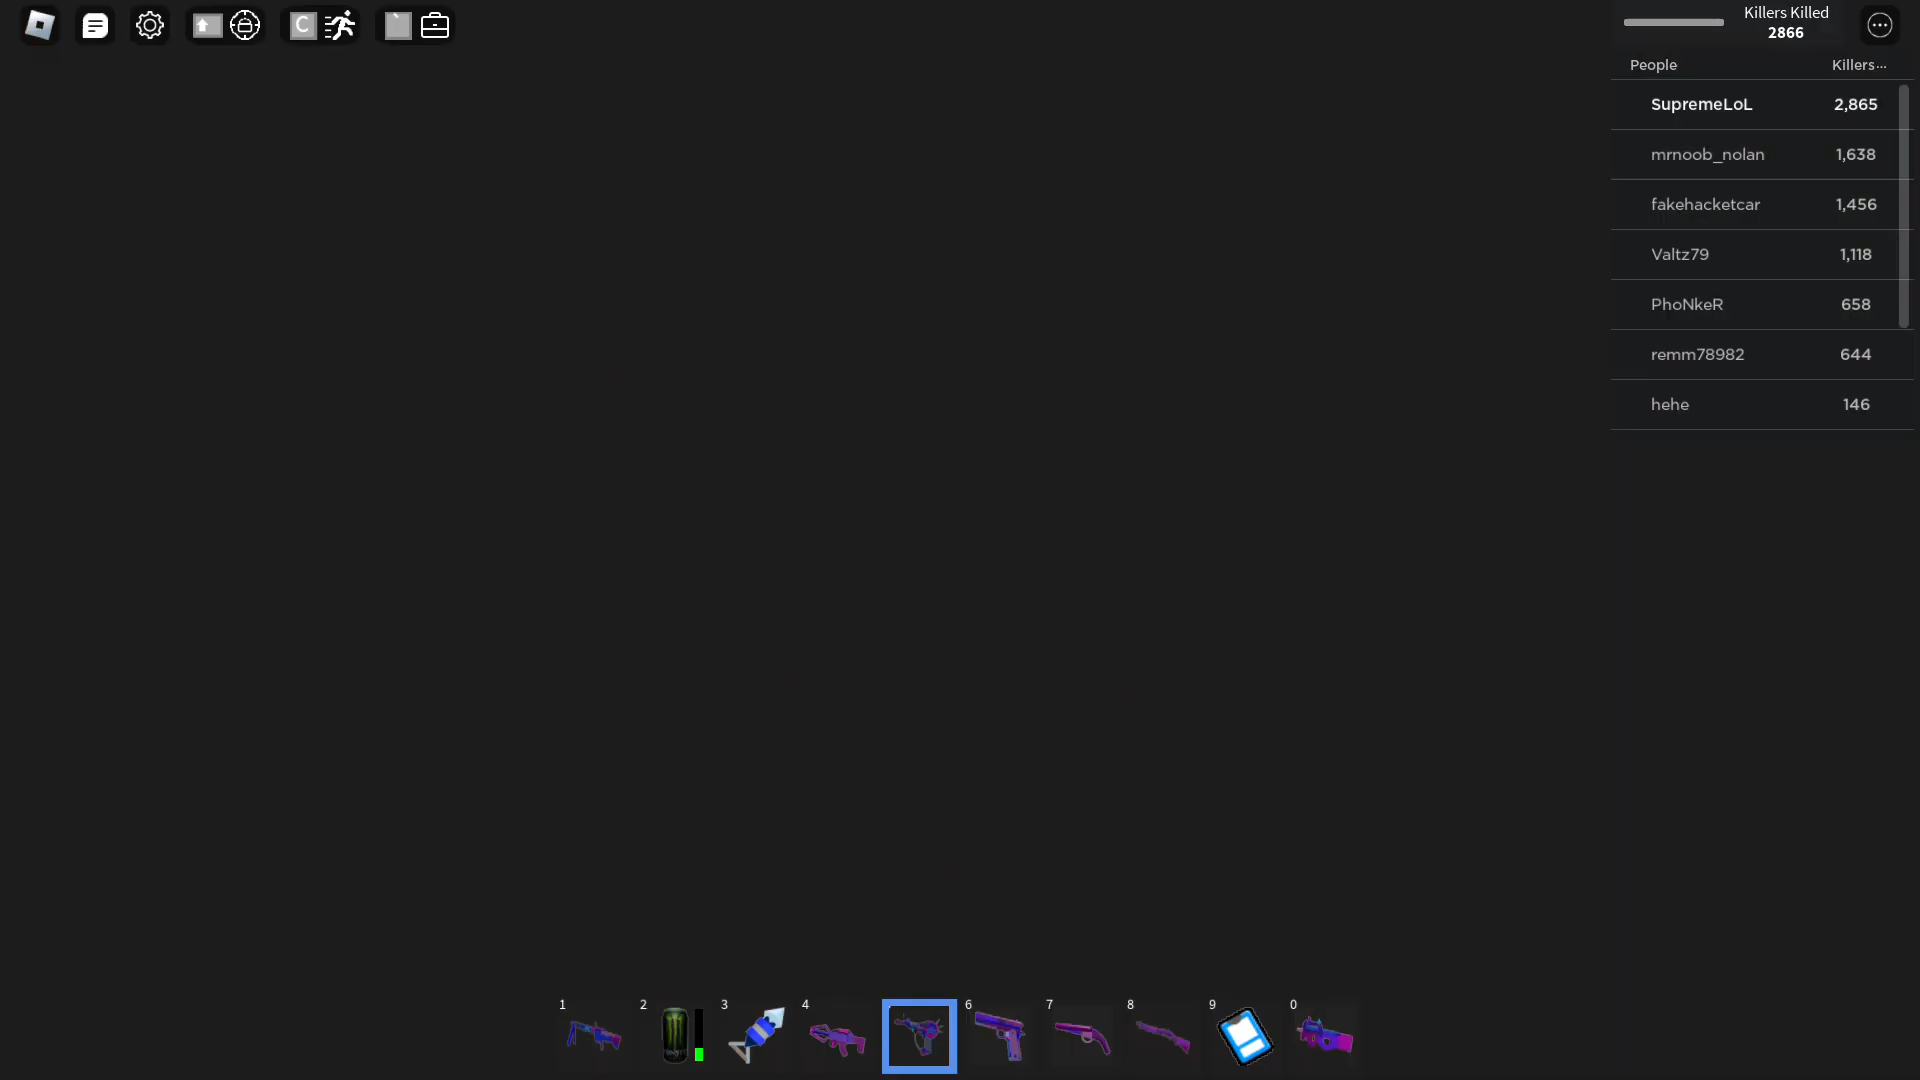 C
Killers Killed
2866
People Killers...
SupremeLoL 2,865
mrnoob_nolan 1,638
fakehacketcar 1,456
Valtz79 1,118
PhoNkeR 658
remm78982 644
hehe 146
1 2 3 4 6 7 8 9 0